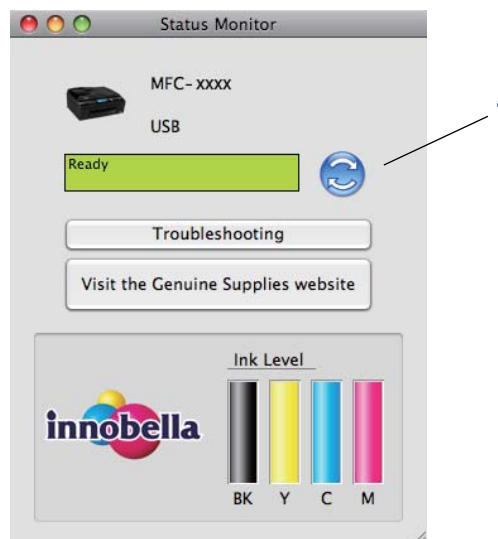 Status Monitor
MFC-xxxx
USB
Ready
Troubleshooting
Visit the Genuine Supplies website
Ink Level
innobella
BK Y C M